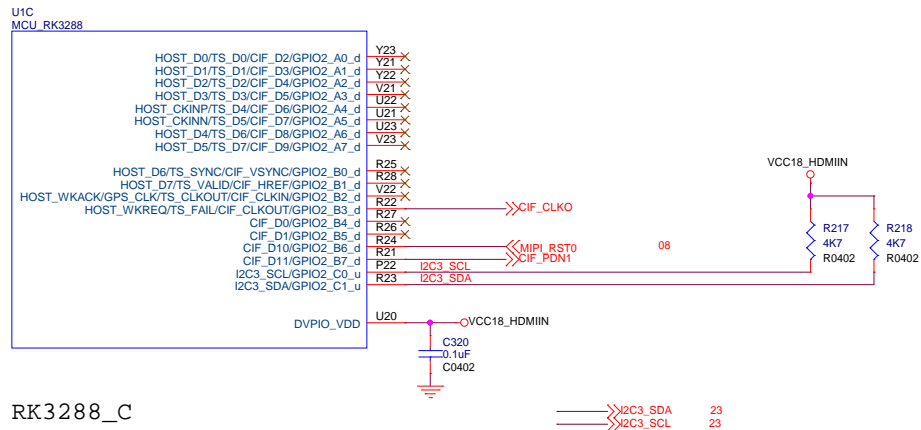 U1C
MCU_RK3288
HOST_D0/TS_D0/CIF_D2/GPIO2_A0_d Y23
HOST_D1/TS_D1/CIF_D3/GPIO2_A1_d Y21
HOST_D2/TS_D2/CIF_D4/GPIO2_A2_d Y22
HOST_D3/TS_D3/CIF_D5/GPIO2_A3_d V21
HOST_CKINP/TS_D4/CIF_D6/GPIO2_A4_d U22
HOST_CKINN/TS_D5/CIF_D7/GPIO2_A5_d U21
HOST_D4/TS_D6/CIF_D8/GPIO2_A6_d U23
HOST_D5/TS_D7/CIF_D9/GPIO2_A7_d V23
HOST_D6/TS_SYNC/CIF_VSYNC/GPIO2_B0_d R25
HOST_D7/TS_VALID/CIF_HREF/GPIO2_B1_d R28
HOST_WKACK/GPS_CLK/TS_CLKOUT/CIF_CLKIN/GPIO2_B2_d V22
HOST_WKREQ/TS_FAIL/CIF_CLKOUT/GPIO2_B3_d R22 CIF_CLKO
CIF_D0/GPIO2_B4_d R27
CIF_D1/GPIO2_B5_d R26
CIF_D10/GPIO2_B6_d R24 MIPI_RST0 08
CIF_D11/GPIO2_B7_d R21 CIF_PDN1
I2C3_SCL/GPIO2_C0_u P22 I2C3_SCL
I2C3_SDA/GPIO2_C1_u R23 I2C3_SDA
VCC18_HDMIIN
R217 R218
4K7 4K7
R0402 R0402
DVPIO_VDD U20 VCC18_HDMIIN
C320
0.1uF
C0402
RK3288_C
I2C3_SDA 23
I2C3_SCL 23